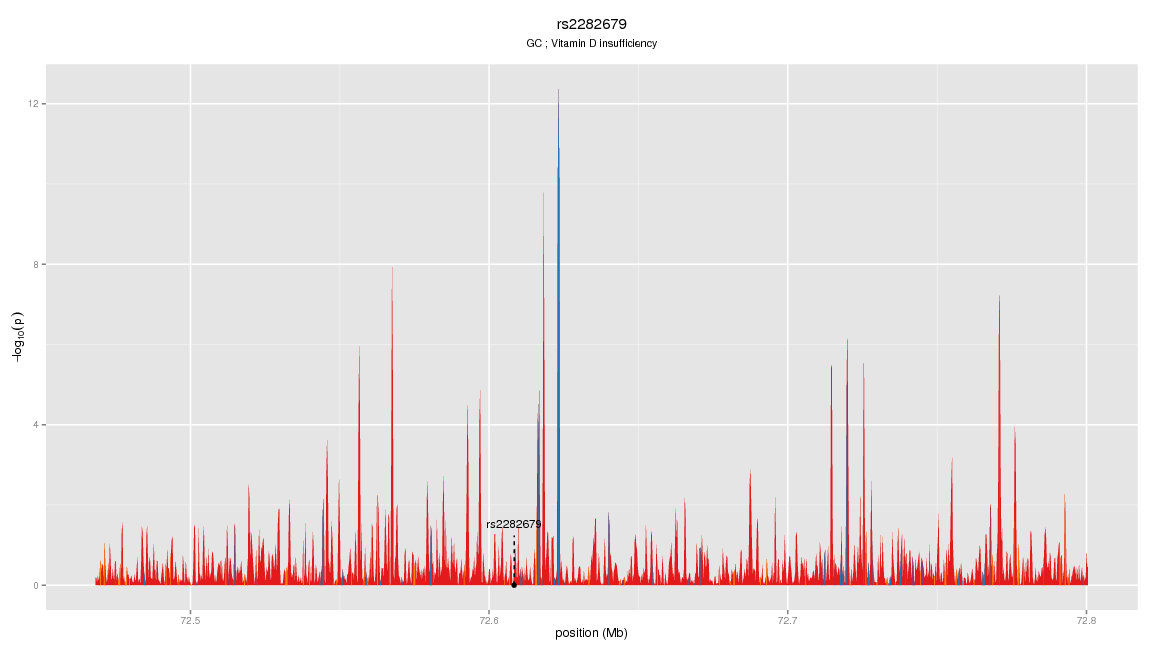 rs2282679
GC ; Vitamin D insufficiency
12
8
4
0
−log10(p)
rs2282679
72.5
72.6
72.7
72.8
position (Mb)